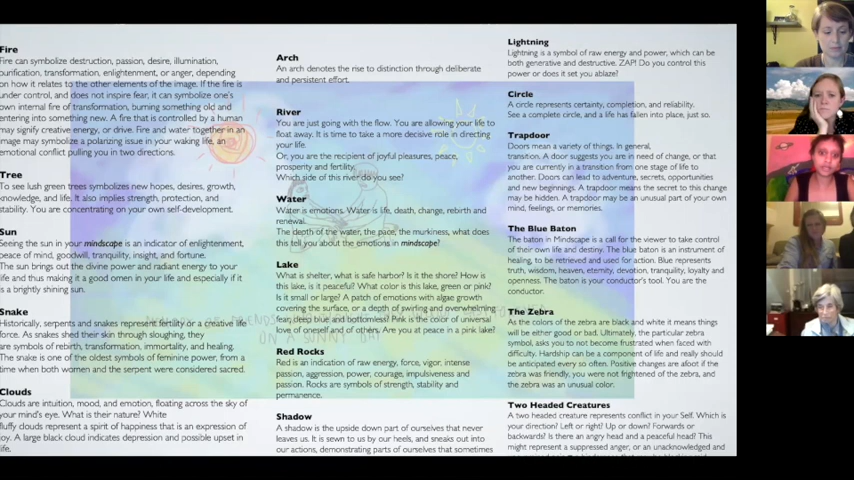 Fire
Fire can symbolize destruction, passion, desire, illumination,
purification, transformation, enlightenment, or anger, depending
on how it relates to the other elements of the image. If the fire is
under control, and does not inspire fear, it can symbolize one's
own internal fire of transformation, burning something old and
entering into something new. A fire that is controlled by a human
may signify creative energy, or drive. Fire and water together in an
image may symbolize a polarizing issue in your waking life, an
emotional conflict pulling you in two directions.
Tree
To see lush green trees symbolizes new hopes, desires, growth,
knowledge, and life. It also implies strength, protection, and
stability. You are concentrating on your own self-development.
Sun
Seeing the sun in your mindscape is an indicator of enlightenment,
peace of mind, goodwill, tranquility, insight, and fortune.
The sun brings out the divine power and radiant energy to your
life and thus making it a good omen in your life and especially if it
is a brightly shining sun.
Snake
Historically, serpents and snakes represent fertility or a creative life
force. As snakes shed their skin through sloughing, they
are symbols of rebirth, transformation, immortality, and healing.
The snake is one of the oldest symbols of feminine power, from a
time when both women and the serpent were considered sacred.
Clouds
Clouds are intuition, mood, and emotion, floating across the sky of
your mind's eye. What is their nature? White
fluffy clouds represent a spirit of happiness that is an expression of
joy. A large black cloud indicates depression and possible upset in
life.
Arch
An arch denotes the rise to distinction through deliberate
and persistent effort.
River
You are just going with the flow. You are allowing your life to
float away. It is time to take a more decisive role in directing
your life.
Or, you are the recipient of joyful pleasures, peace,
prosperity and fertility.
Which side of this river do you see?
Water
Water is emotions. Water is life, death, change, rebirth and
renewal.
The depth of the water, the pace, the murkiness, what does
this tell you about the emotions in mindscape?
Lake
What is shelter, what is safe harbor? Is it the shore? How is
this lake, is it peaceful? What color is this lake, green or pink?
Is it small or large? A patch of emotions with algae growth
covering the surface, or a depth of swirling and overwhelming
fear, deep blue and bottomless? Pink is the color of universal
love of oneself and of others. Are you at peace in a pink lake?
Red Rocks
Red is an indication of raw energy, force, vigor, intense
passion, aggression, power, courage, impulsiveness and
passion. Rocks are symbols of strength, stability and
permanence.
Shadow
A shadow is the upside down part of ourselves that never
leaves us. It is sewn to us by our heels, and sneaks out into
our actions, demonstrating parts of ourselves that sometimes
Lightning
Lightning is a symbol of raw energy and power, which can be
both generative and destructive. ZAP! Do you control this
power or does it set you ablaze?
Circle
A circle represents certainty, completion, and reliability.
See a complete circle, and a life has fallen into place, just so.
Trapdoor
Doors mean a variety of things. In general,
transition. A door suggests you are in need of change, or that
you are currently in a transition from one stage of life to
another. Doors can lead to adventure, secrets, opportunities
and new beginnings. A trapdoor means the secret to this change
may be hidden. A trapdoor may be an unusual part of your own
mind, feelings, or memories.
The Blue Baton
The baton in Mindscape is a call for the viewer to take control
of their own life and destiny. The blue baton is an instrument of
healing, to be retrieved and used for action. Blue represents
truth, wisdom, heaven, eternity, devotion, tranquility, loyalty and
openness. The baton is your conductor's tool. You are the
conductor.
The Zebra
As the colors of the zebra are black and white it means things
will be either good or bad. Ultimately, the particular zebra
symbol, asks you to not become frustrated when faced with
difficulty. Hardship can be a component of life and really should
be anticipated every so often. Positive changes are afoot if the
zebra was friendly, you were not frightened of the zebra, and
the zebra was an unusual color.
Two Headed Creatures
A two headed creature represents conflict in your Self. Which is
your direction? Left or right? Up or down? Forwards or
backwards? Is there an angry head and a peaceful head? This
might represent a suppressed anger, or an unacknowledged and
ON A SUNNY DAY